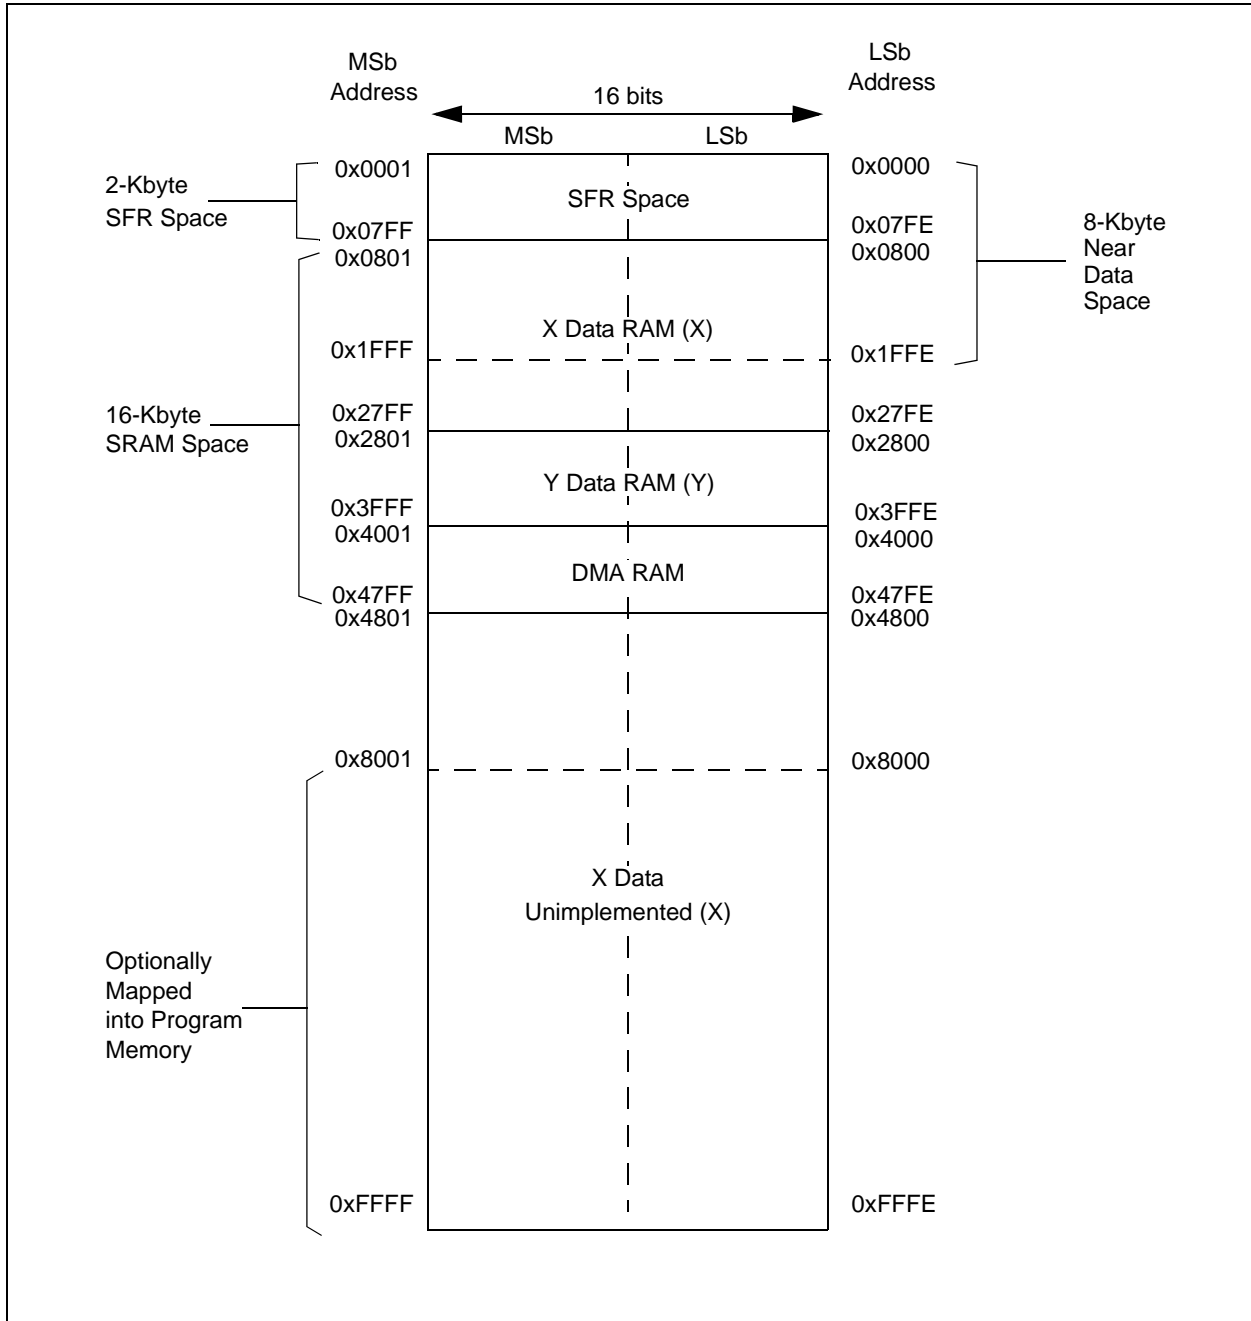 MSb
Address
LSb
Address
16 bits
MSb
LSb
2-Kbyte
SFR Space
0x0001
SFR Space
0x0000
0x07FF
0x07FE
0x0801
0x0800
8-Kbyte
Near
Data
Space
X Data RAM (X)
0x1FFF
0x1FFE
16-Kbyte
SRAM Space
0x27FF
0x27FE
0x2801
0x2800
Y Data RAM (Y)
0x3FFF
0x3FFE
0x4001
0x4000
DMA RAM
0x47FF
0x47FE
0x4801
0x4800
0x8001
0x8000
X Data
Unimplemented (X)
Optionally
Mapped
into Program
Memory
0xFFFF
0xFFFE